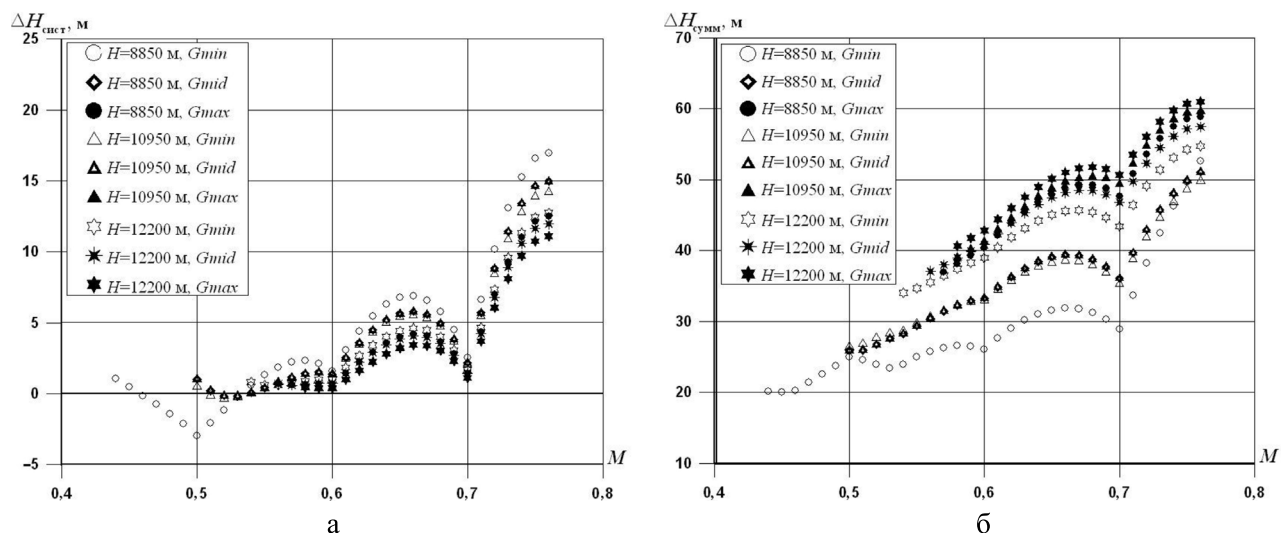 ΔHсист, м
25
20
15
10
5
0
–5
0,4
0,5
0,6
0,7
0,8
M
H=8850 м, Gmin
H=8850 м, Gmid
H=8850 м, Gmax
H=10950 м, Gmin
H=10950 м, Gmid
H=10950 м, Gmax
H=12200 м, Gmin
H=12200 м, Gmid
H=12200 м, Gmax
а
ΔHсумм, м
70
60
50
40
30
20
10
0,4
0,5
0,6
0,7
0,8
M
H=8850 м, Gmin
H=8850 м, Gmid
H=8850 м, Gmax
H=10950 м, Gmin
H=10950 м, Gmid
H=10950 м, Gmax
H=12200 м, Gmin
H=12200 м, Gmid
H=12200 м, Gmax
б